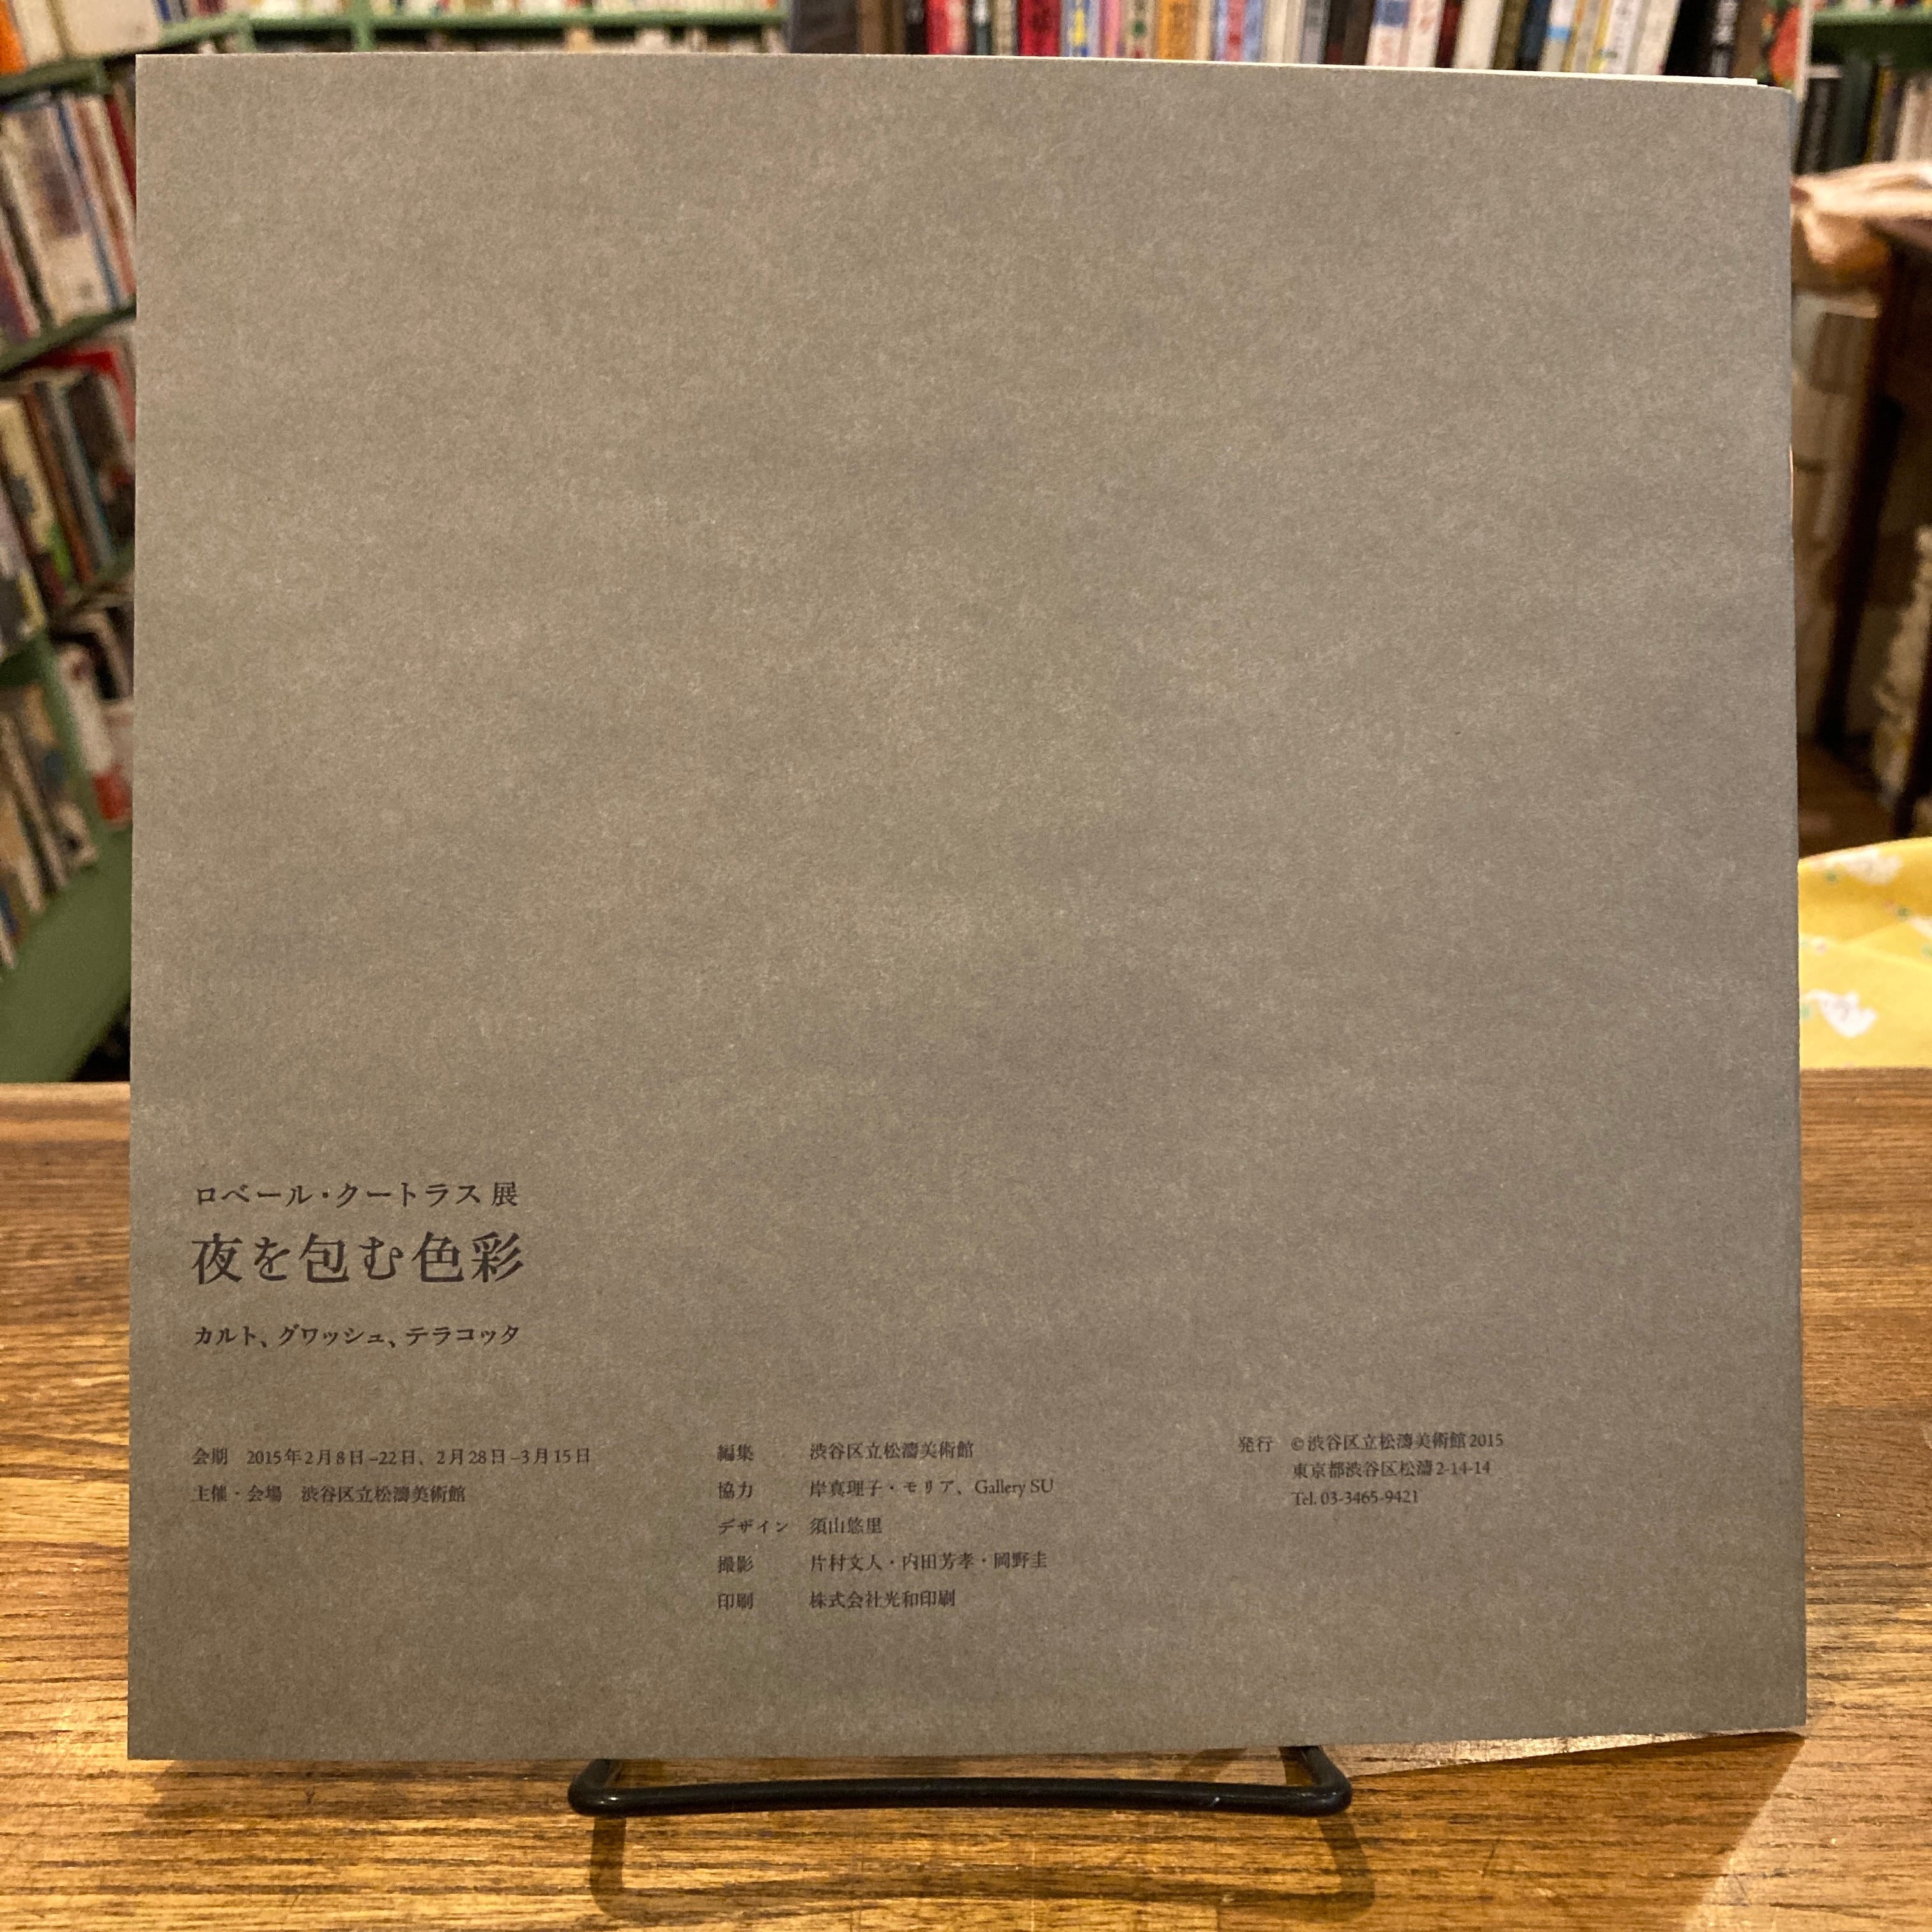 ロベール・クートラス 展
夜を包む色彩
カルト、グワッシュ、テラコッタ
会期　2015年2月8日–22日、2月28日–3月15日
主催・会場　渋谷区立松濤美術館
編集　渋谷区立松濤美術館
協力　岸真理子・モリア、Gallery SU
デザイン　須山悠里
撮影　片村文人・内田芳孝・岡野圭
印刷　株式会社光和印刷
発行　© 渋谷区立松濤美術館 2015
東京都渋谷区松濤 2-14-14
Tel. 03-3465-9421